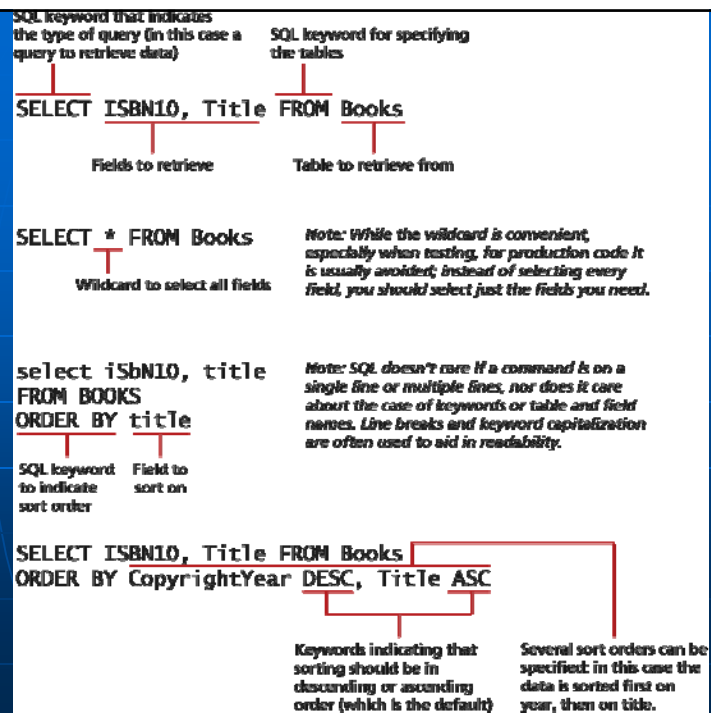 SQL keyword that indicates
the type of query (in this case a
query to retrieve data)
SQL keyword for specifying
the tables
SELECT ISBN10, Title FROM Books
Fields to retrieve
Table to retrieve from
SELECT * FROM Books
Wildcard to select all fields
Note: While the wildcard is convenient,
especially when testing, for production code it
is usually avoided; instead of selecting every
field, you should select just the fields you need.
select iSbN10, title
FROM BOOKS
ORDER BY title
SQL keyword
to indicate
sort order
Field to
sort on
Note: SQL doesn't care if a command is on a
single line or multiple lines, nor does it care
about the case of keywords or table and field
names. Line breaks and keyword capitalization
are often used to aid in readability.
SELECT ISBN10, Title FROM Books
ORDER BY CopyrightYear DESC, Title ASC
Keywords indicating that
sorting should be in
descending or ascending
order (which is the default)
Several sort orders can be
specified: in this case the
data is sorted first on
year, then on title.